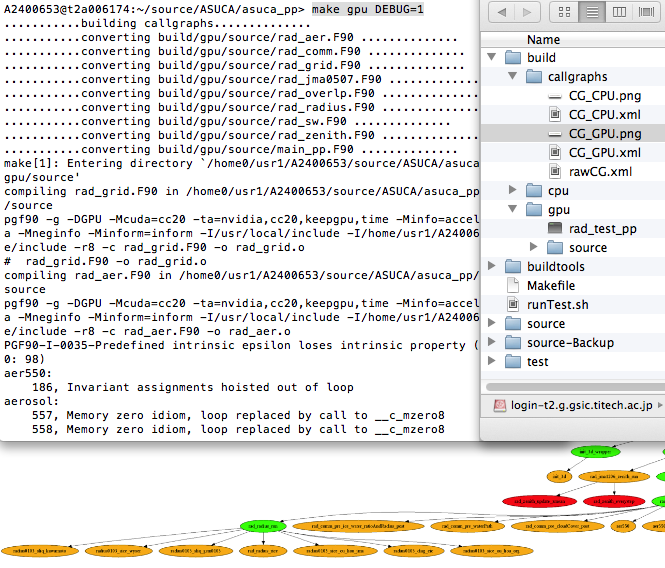 A2400653@t2a006174:~/source/ASUCA/asuca_pp> make gpu DEBUG=1
...........building callgraphs..............
...........converting build/gpu/source/rad_aer.F90 ..............
...........converting build/gpu/source/rad_comm.F90 ..............
...........converting build/gpu/source/rad_grid.F90 ..............
...........converting build/gpu/source/rad_jma0507.F90 ..............
...........converting build/gpu/source/rad_overlp.F90 ..............
...........converting build/gpu/source/rad_radius.F90 ..............
...........converting build/gpu/source/rad_sw.F90 ..............
...........converting build/gpu/source/rad_zenith.F90 ..............
...........converting build/gpu/source/main_pp.F90 ..............
make[1]: Entering directory `/home0/usr1/A2400653/source/ASUCA/asuca
gpu/source'
compiling rad_grid.F90 in /home0/usr1/A2400653/source/ASUCA/asuca_pp
/source
pgf90 -g -DGPU -Mcuda=cc20 -ta=nvidia,cc20,keepgpu,time -Minfo=accel
a -Mneginfo -Minform=inform -I/usr/local/include -I/home/usr1/A24006
e/include -r8 -c rad_grid.F90 -o rad_grid.o
#  rad_grid.F90 -o rad_grid.o
compiling rad_aer.F90 in /home0/usr1/A2400653/source/ASUCA/asuca_pp/
source
pgf90 -g -DGPU -Mcuda=cc20 -ta=nvidia,cc20,keepgpu,time -Minfo=accel
a -Mneginfo -Minform=inform -I/usr/local/include -I/home/usr1/A24006
e/include -r8 -c rad_aer.F90 -o rad_aer.o
PGF90-I-0035-Predefined intrinsic epsilon loses intrinsic property (
0: 98)
aer550:
186, Invariant assignments hoisted out of loop
aerosol:
557, Memory zero idiom, loop replaced by call to __c_mzero8
558, Memory zero idiom, loop replaced by call to __c_mzero8
Name
build
callgraphs
CG_CPU.png
CG_CPU.xml
CG_GPU.png
CG_GPU.xml
rawCG.xml
cpu
gpu
rad_test_pp
source
buildtools
Makefile
runTest.sh
source
source-Backup
test
login-t2.g.gsic.titech.ac.jp